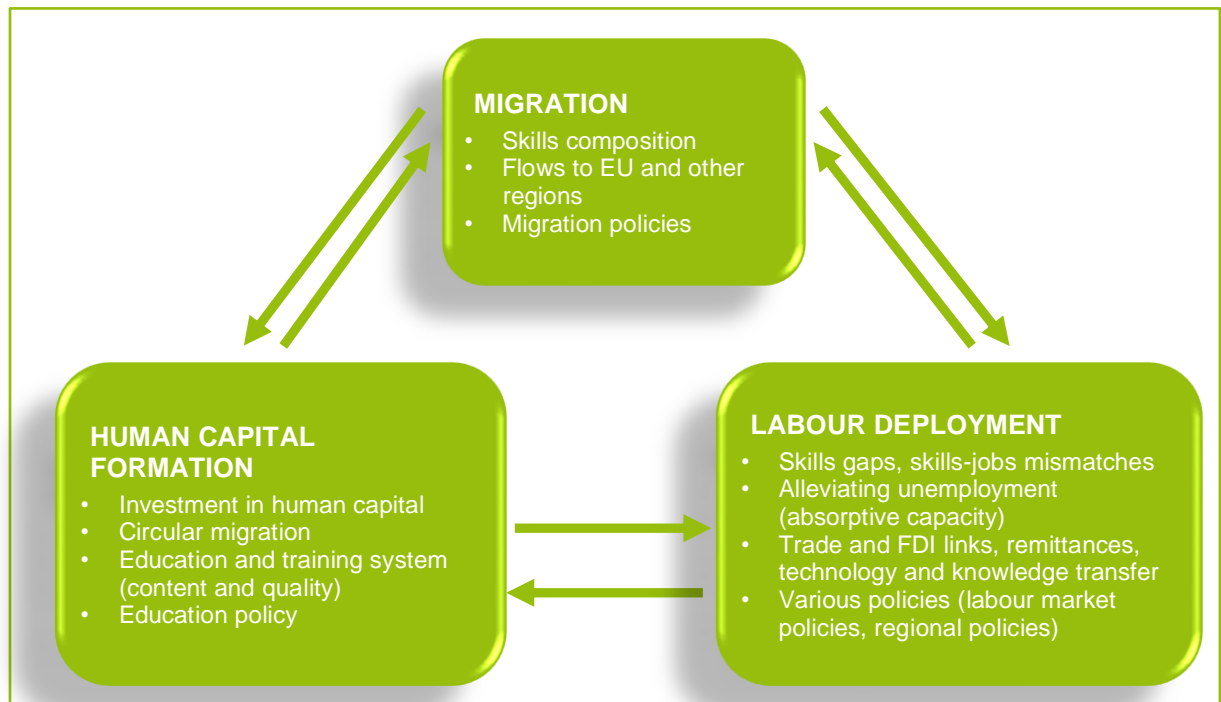 MIGRATION
• Skills composition
• Flows to EU and other
regions
• Migration policies
HUMAN CAPITAL
FORMATION
• Investment in human capital
• Circular migration
• Education and training system
(content and quality)
• Education policy
LABOUR DEPLOYMENT
• Skills gaps, skills-jobs mismatches
• Alleviating unemployment
(absorptive capacity)
• Trade and FDI links, remittances,
technology and knowledge transfer
• Various policies (labour market
policies, regional policies)